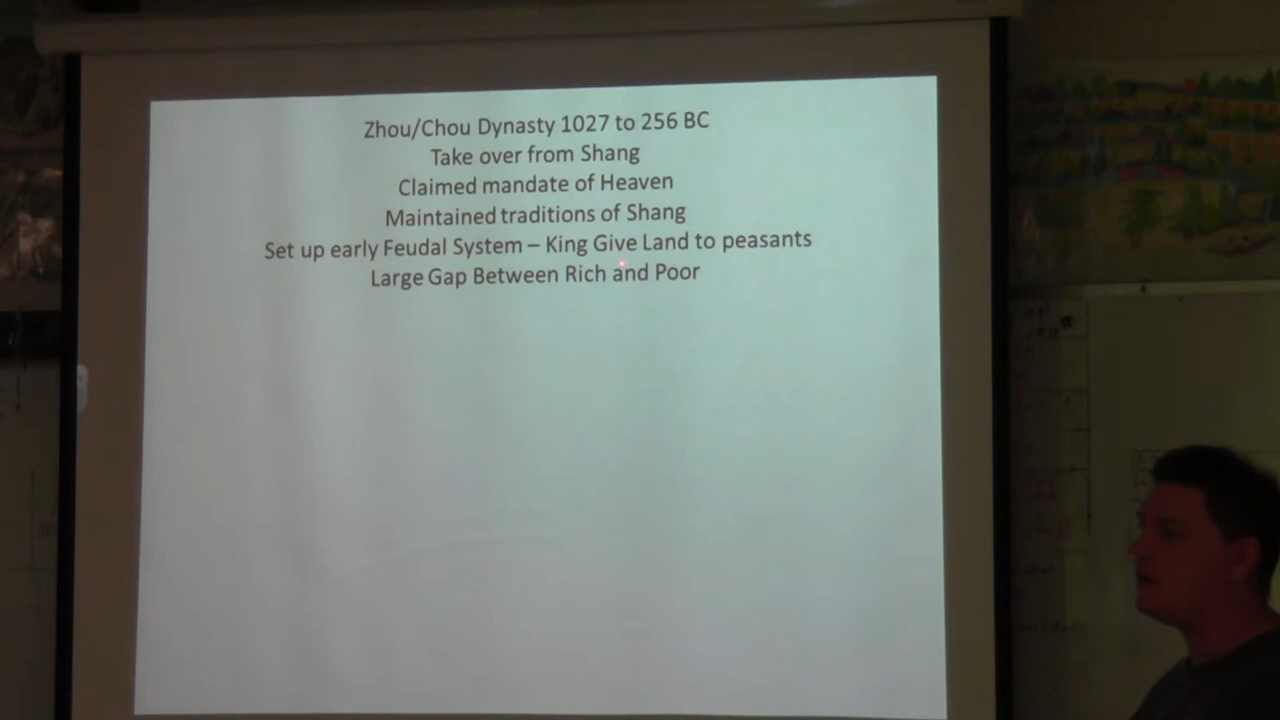 Zhou/Chou Dynasty 1027 to 256 BC
Take over from Shang
Claimed mandate of Heaven
Maintained traditions of Shang
Set up early Feudal System – King Give Land to peasants
Large Gap Between Rich and Poor